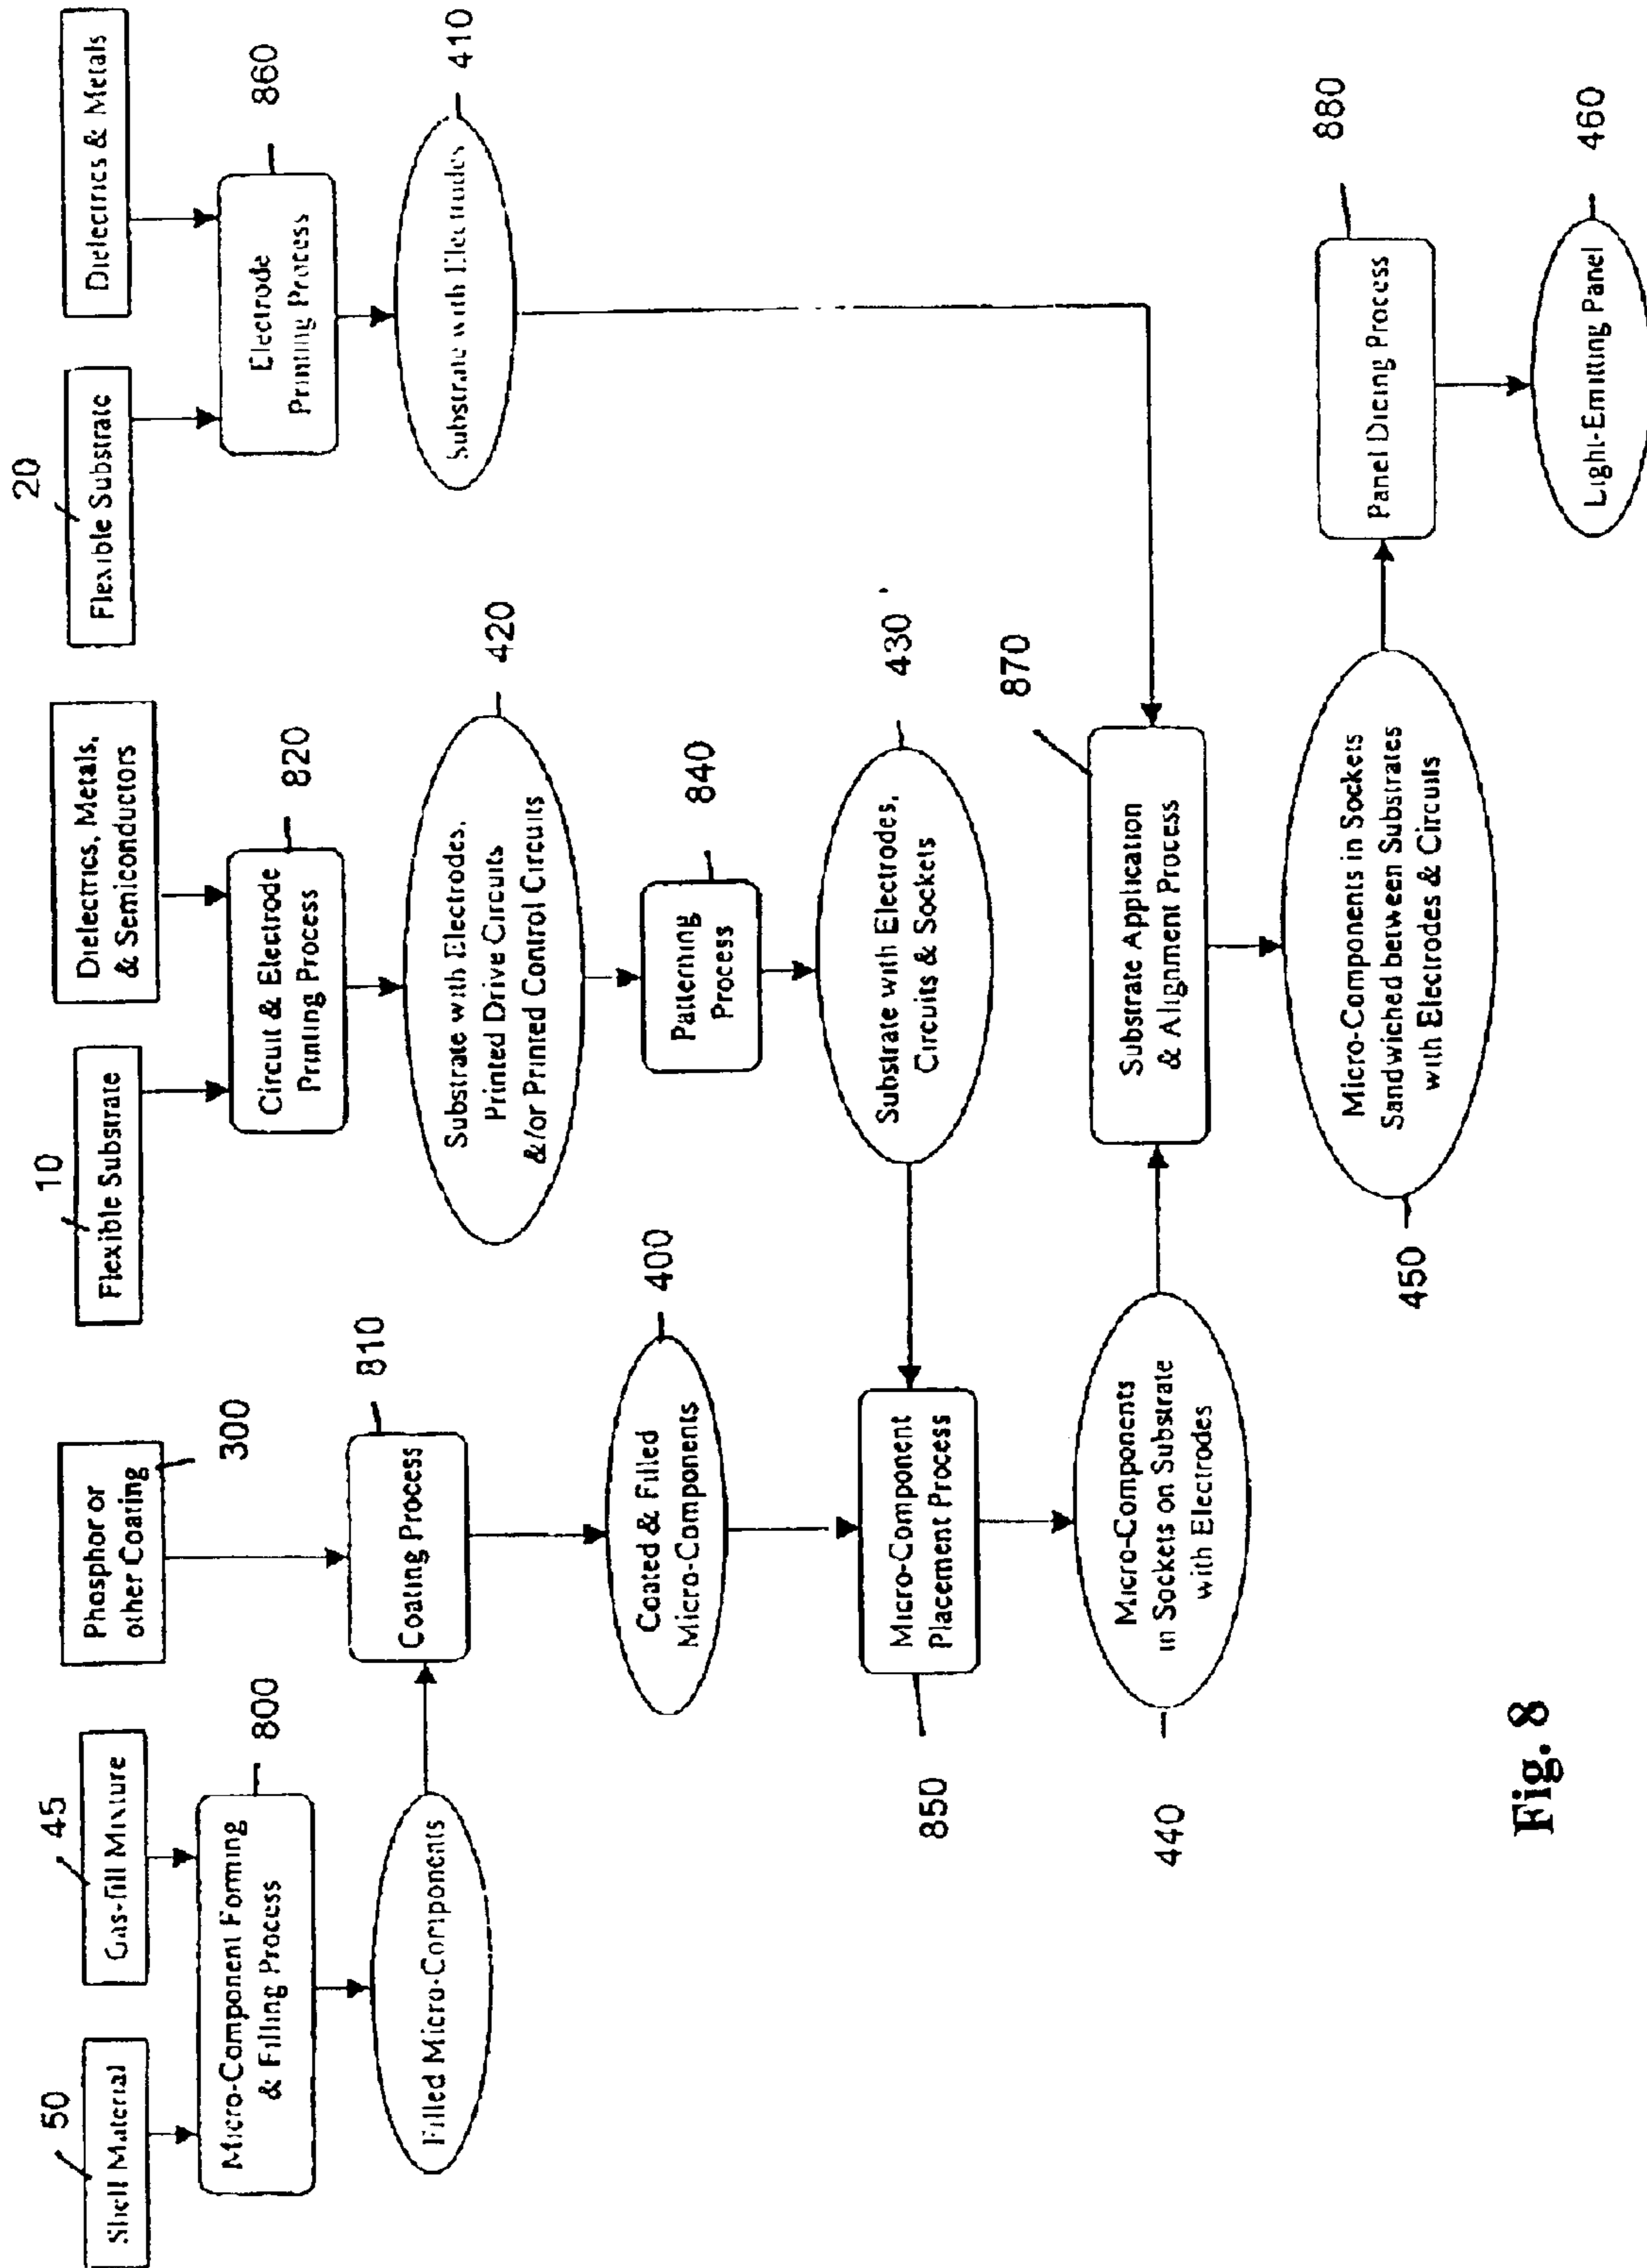 50
Shell Material
45
Gas-fill Mixture
Phosphor or
other Coating
300
10
Flexible Substrate
Dielectrics, Metals,
& Semiconductors
20
Flexible Substrate
Dielectrics & Metals
Micro-Component Forming
& Filling Process
800
Filled Micro-Components
Coating Process
810
Coated & Filled
Micro-Components
400
Circuit & Electrode
Printing Process
820
Substrate with Electrodes,
Printed Drive Circuits
&/or Printed Control Circuits
420
Patterning
Process
840
Substrate with Electrodes,
Circuits & Sockets
430
Electrode
Printing Process
860
Substrate with Electrodes
410
Micro-Component
Placement Process
850
Micro-Components
in Sockets on Substrate
with Electrodes
440
Substrate Application
& Alignment Process
870
Micro-Components in Sockets
Sandwiched between Substrates
with Electrodes & Circuits
450
Panel Dicing Process
880
Light-Emitting Panel
460
Fig. 8